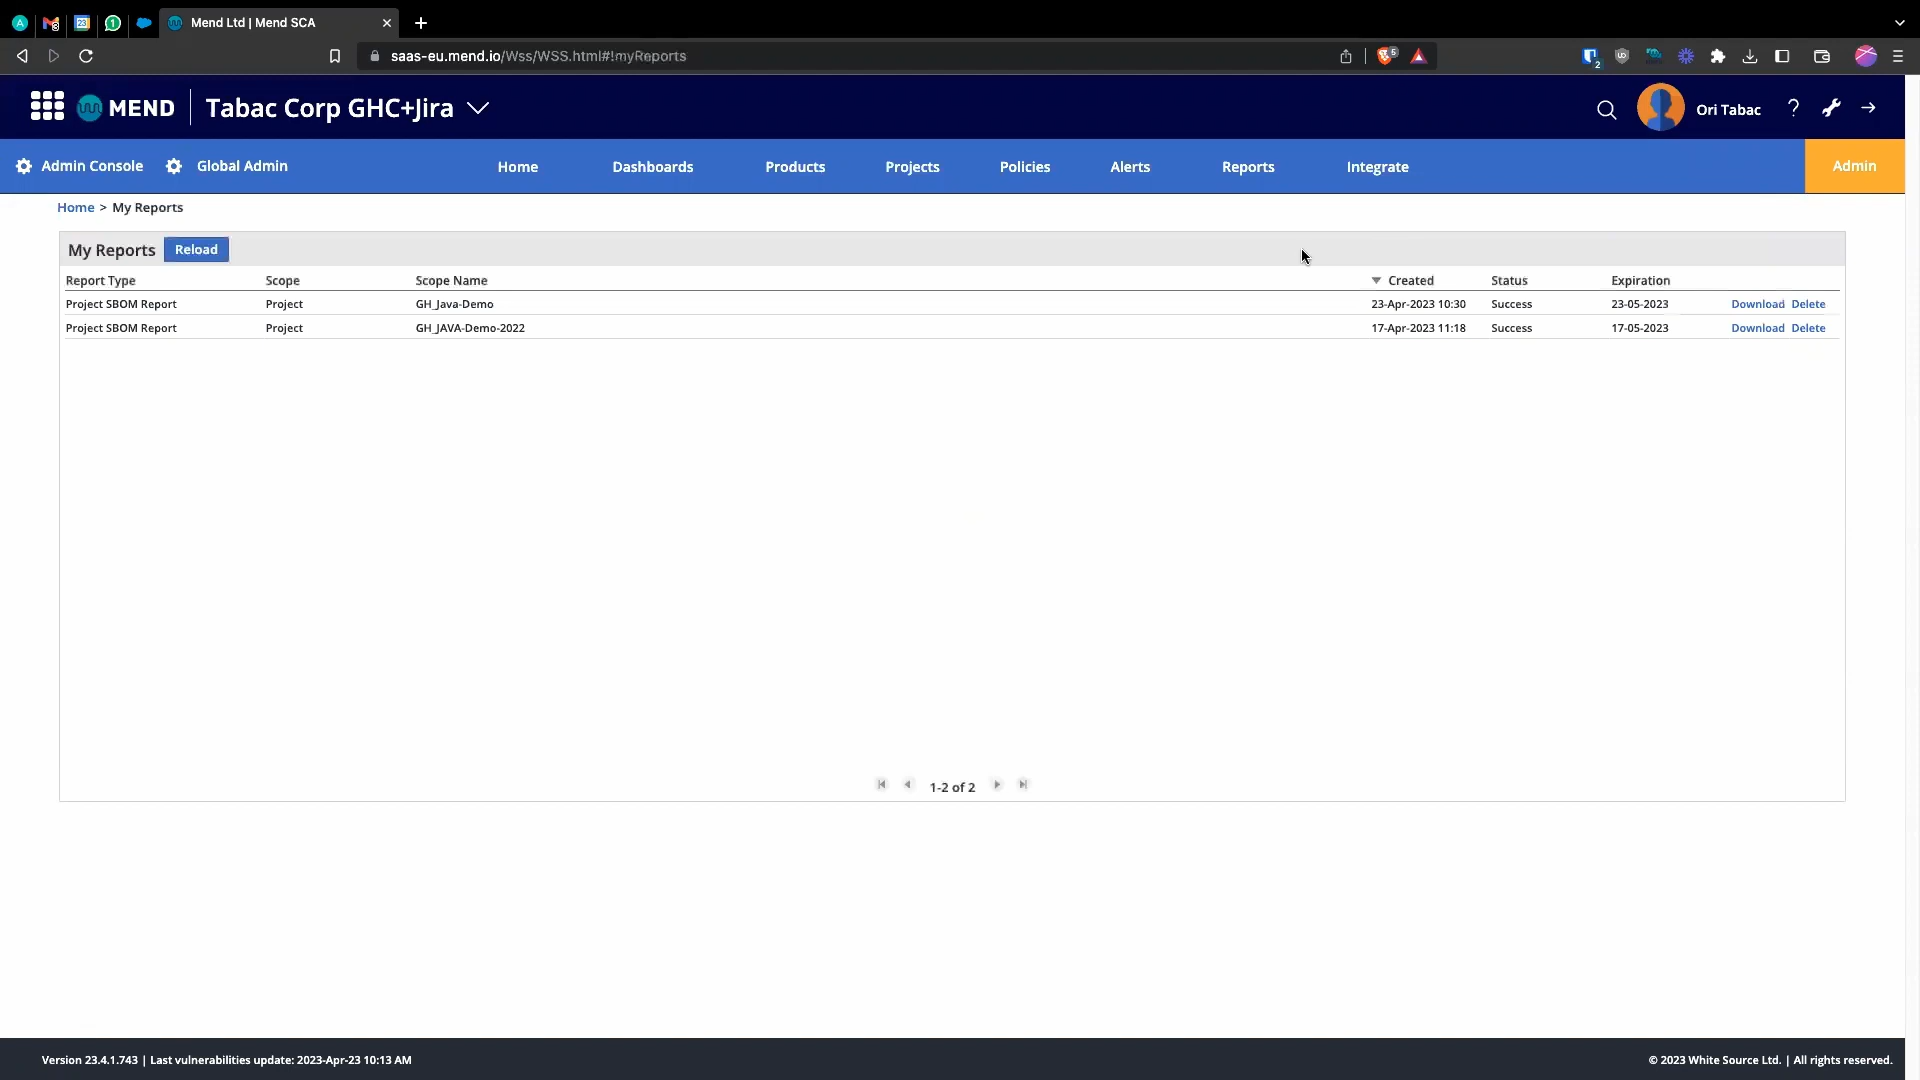 Mend Ltd | Mend SCA
saas-eu.mend.io/Wss/WSS.html#!myReports
MEND
Tabac Corp GHC+Jira
Ori Tabac
?
Admin Console
Global Admin
Home
Dashboards
Products
Projects
Policies
Alerts
Reports
Integrate
Admin
Home > My Reports
My Reports
Reload
Report Type Scope Scope Name Created Status Expiration
Project SBOM Report Project GH_Java-Demo 23-Apr-2023 10:30 Success 23-05-2023 Download Delete
Project SBOM Report Project GH_JAVA-Demo-2022 17-Apr-2023 11:18 Success 17-05-2023 Download Delete
1-2 of 2
Version 23.4.1.743 | Last vulnerabilities update: 2023-Apr-23 10:13 AM
© 2023 White Source Ltd. | All rights reserved.